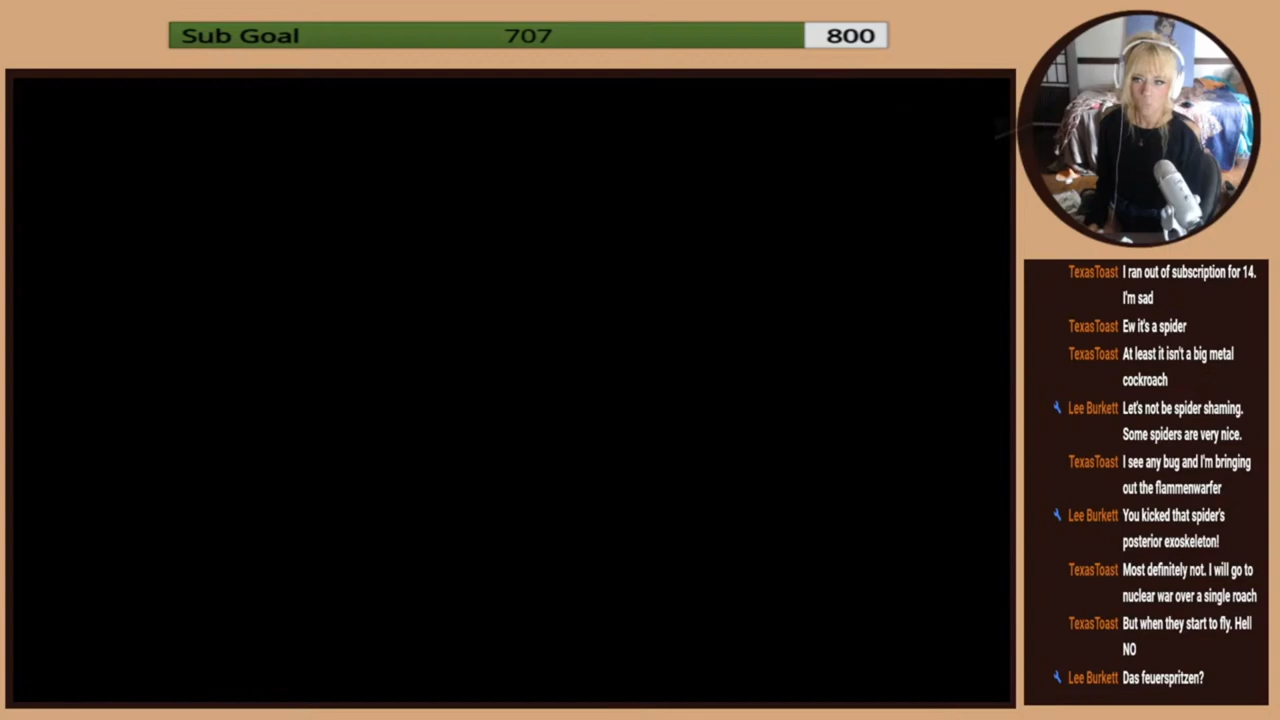 Sub Goal 707 800
TexasToast I ran out of subscription for 14.
I'm sad
TexasToast Ew it's a spider
TexasToast At least it isn't a big metal
cockroach
Lee Burkett Let's not be spider shaming.
Some spiders are very nice.
TexasToast I see any bug and I'm bringing
out the flammenwarfer
Lee Burkett You kicked that spider's
posterior exoskeleton!
TexasToast Most definitely not. I will go to
nuclear war over a single roach
TexasToast But when they start to fly. Hell
NO
Lee Burkett Das feuerspritzen?